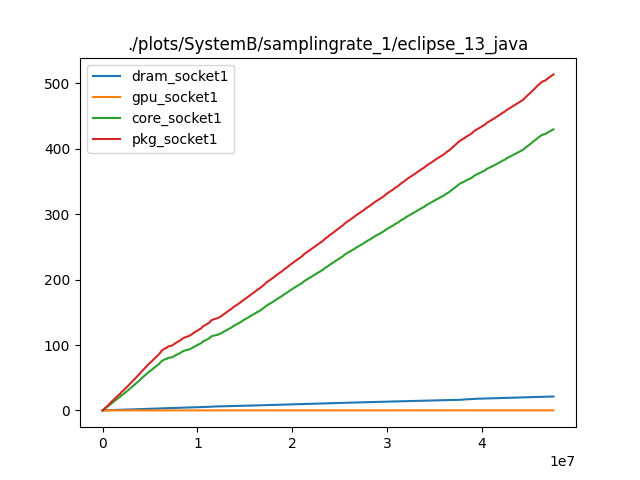 ./plots/SystemB/samplingrate_1/eclipse_13_java
dram_socket1
gpu_socket1
core_socket1
pkg_socket1
500
400
300
200
100
0
0 1 2 3 4
1e7